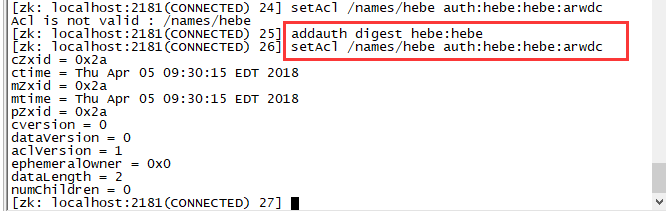 [zk: localhost:2181(CONNECTED) 24] setAcl /names/hebe arwdc
Acl is not valid : /names/hebe
[zk: localhost:2181(CONNECTED) 25] addauth digest hebe:hebe
[zk: localhost:2181(CONNECTED) 26] setAcl /names/hebe auth:hebe:hebe:arwdc
cZxid = 0x2a
ctime = Thu Apr 05 09:30:15 EDT 2018
mZxid = 0x2a
mtime = Thu Apr 05 09:30:15 EDT 2018
pZxid = 0x2a
cversion = 0
dataVersion = 0
aclVersion = 1
ephemeralOwner = 0x0
dataLength = 2
numChildren = 0
[zk: localhost:2181(CONNECTED) 27]